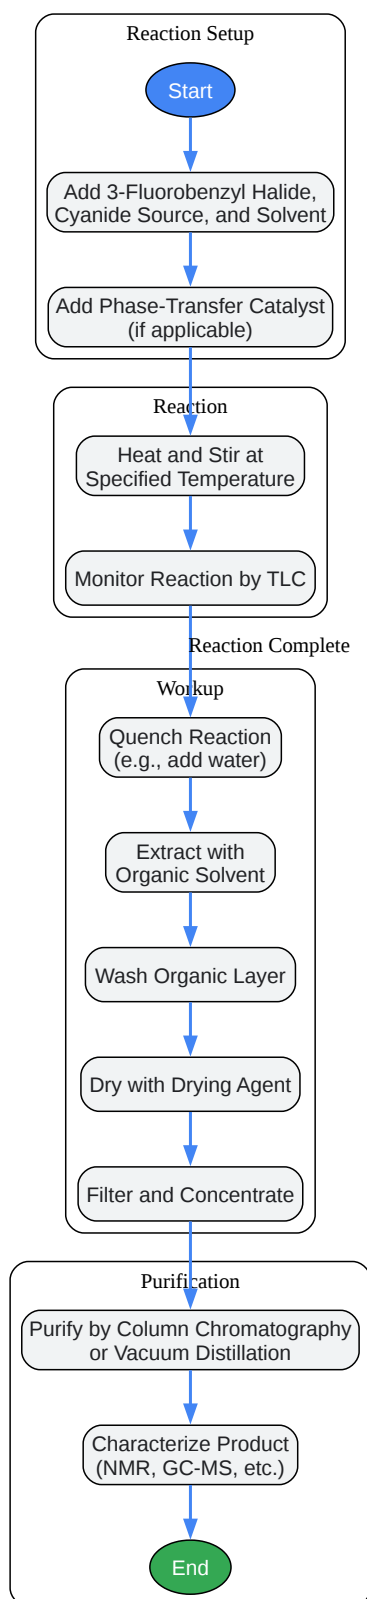 Reaction Setup
Start
Add 3-Fluorobenzyl Halide,
Cyanide Source, and Solvent
Add Phase-Transfer Catalyst
(if applicable)
Reaction
Heat and Stir at
Specified Temperature
Monitor Reaction by TLC
Reaction Complete
Workup
Quench Reaction
(e.g., add water)
Extract with
Organic Solvent
Wash Organic Layer
Dry with Drying Agent
Filter and Concentrate
Purification
Purify by Column Chromatography
or Vacuum Distillation
Characterize Product
(NMR, GC-MS, etc.)
End